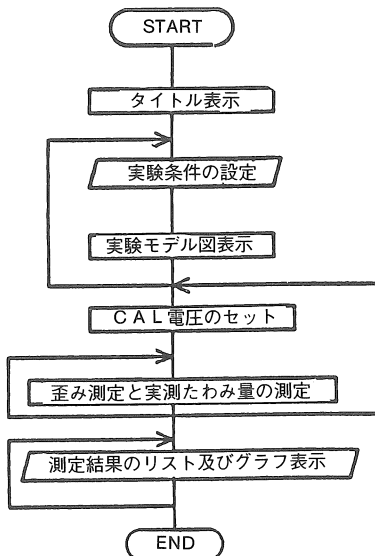 START
タイトル表示
実験条件の設定
実験モデル図表示
CAL電圧のセット
歪み測定と実測たわみ量の測定
測定結果のリスト及びグラフ表示
END